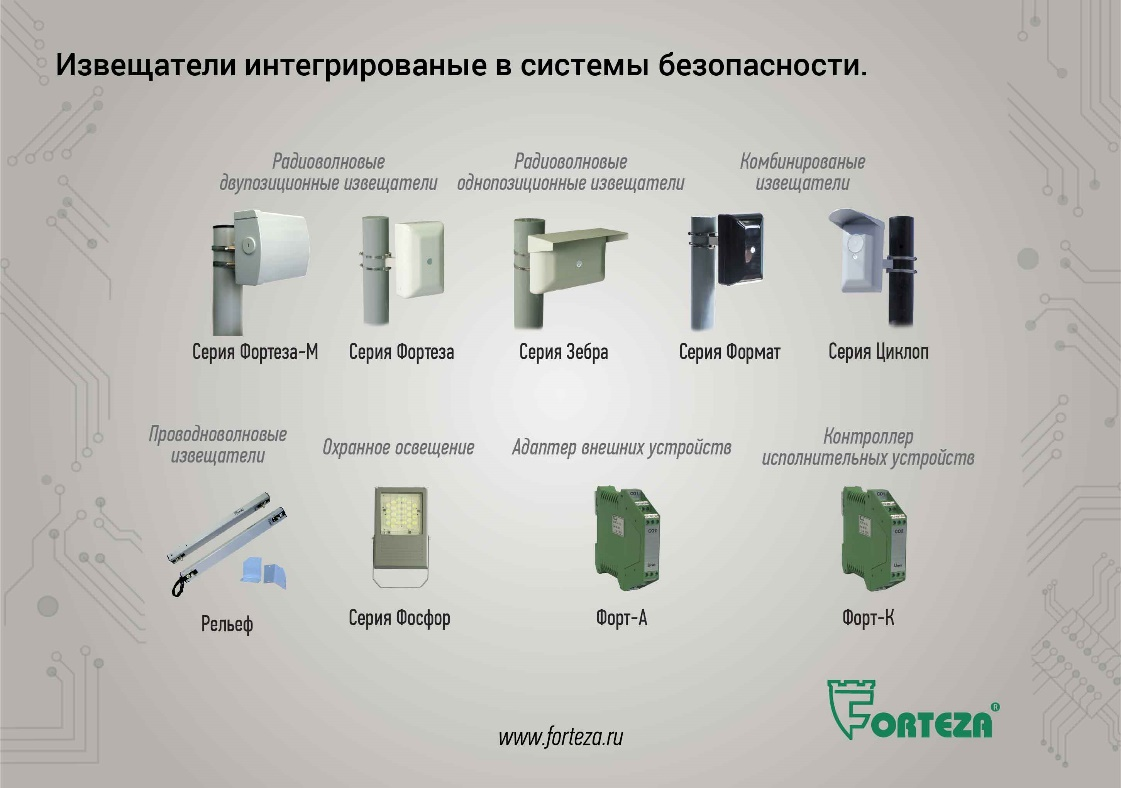 Извещатели интегрированые в системы безопасности.
Радиоволновые
двупозиционные извещатели
Радиоволновые
однопозиционные извещатели
Комбинированые
извещатели
Серия Фортеза-М
Серия Фортеза
Серия Зебра
Серия Формат
Серия Циклоп
Проводноволновые
извещатели
Охранное освещение
Адаптер внешних устройств
Контроллер
исполнительных устройств
Рельеф
Серия Фосфор
Форт-А
Форт-К
www.forteza.ru
FORTEZA®